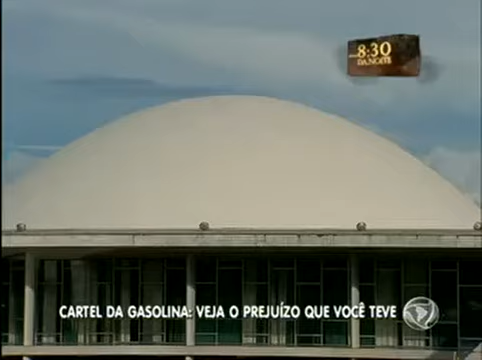 8:30
DA NOITE
CARTEL DA GASOLINA: VEJA O PREJUÍZO QUE VOCÊ TEVE